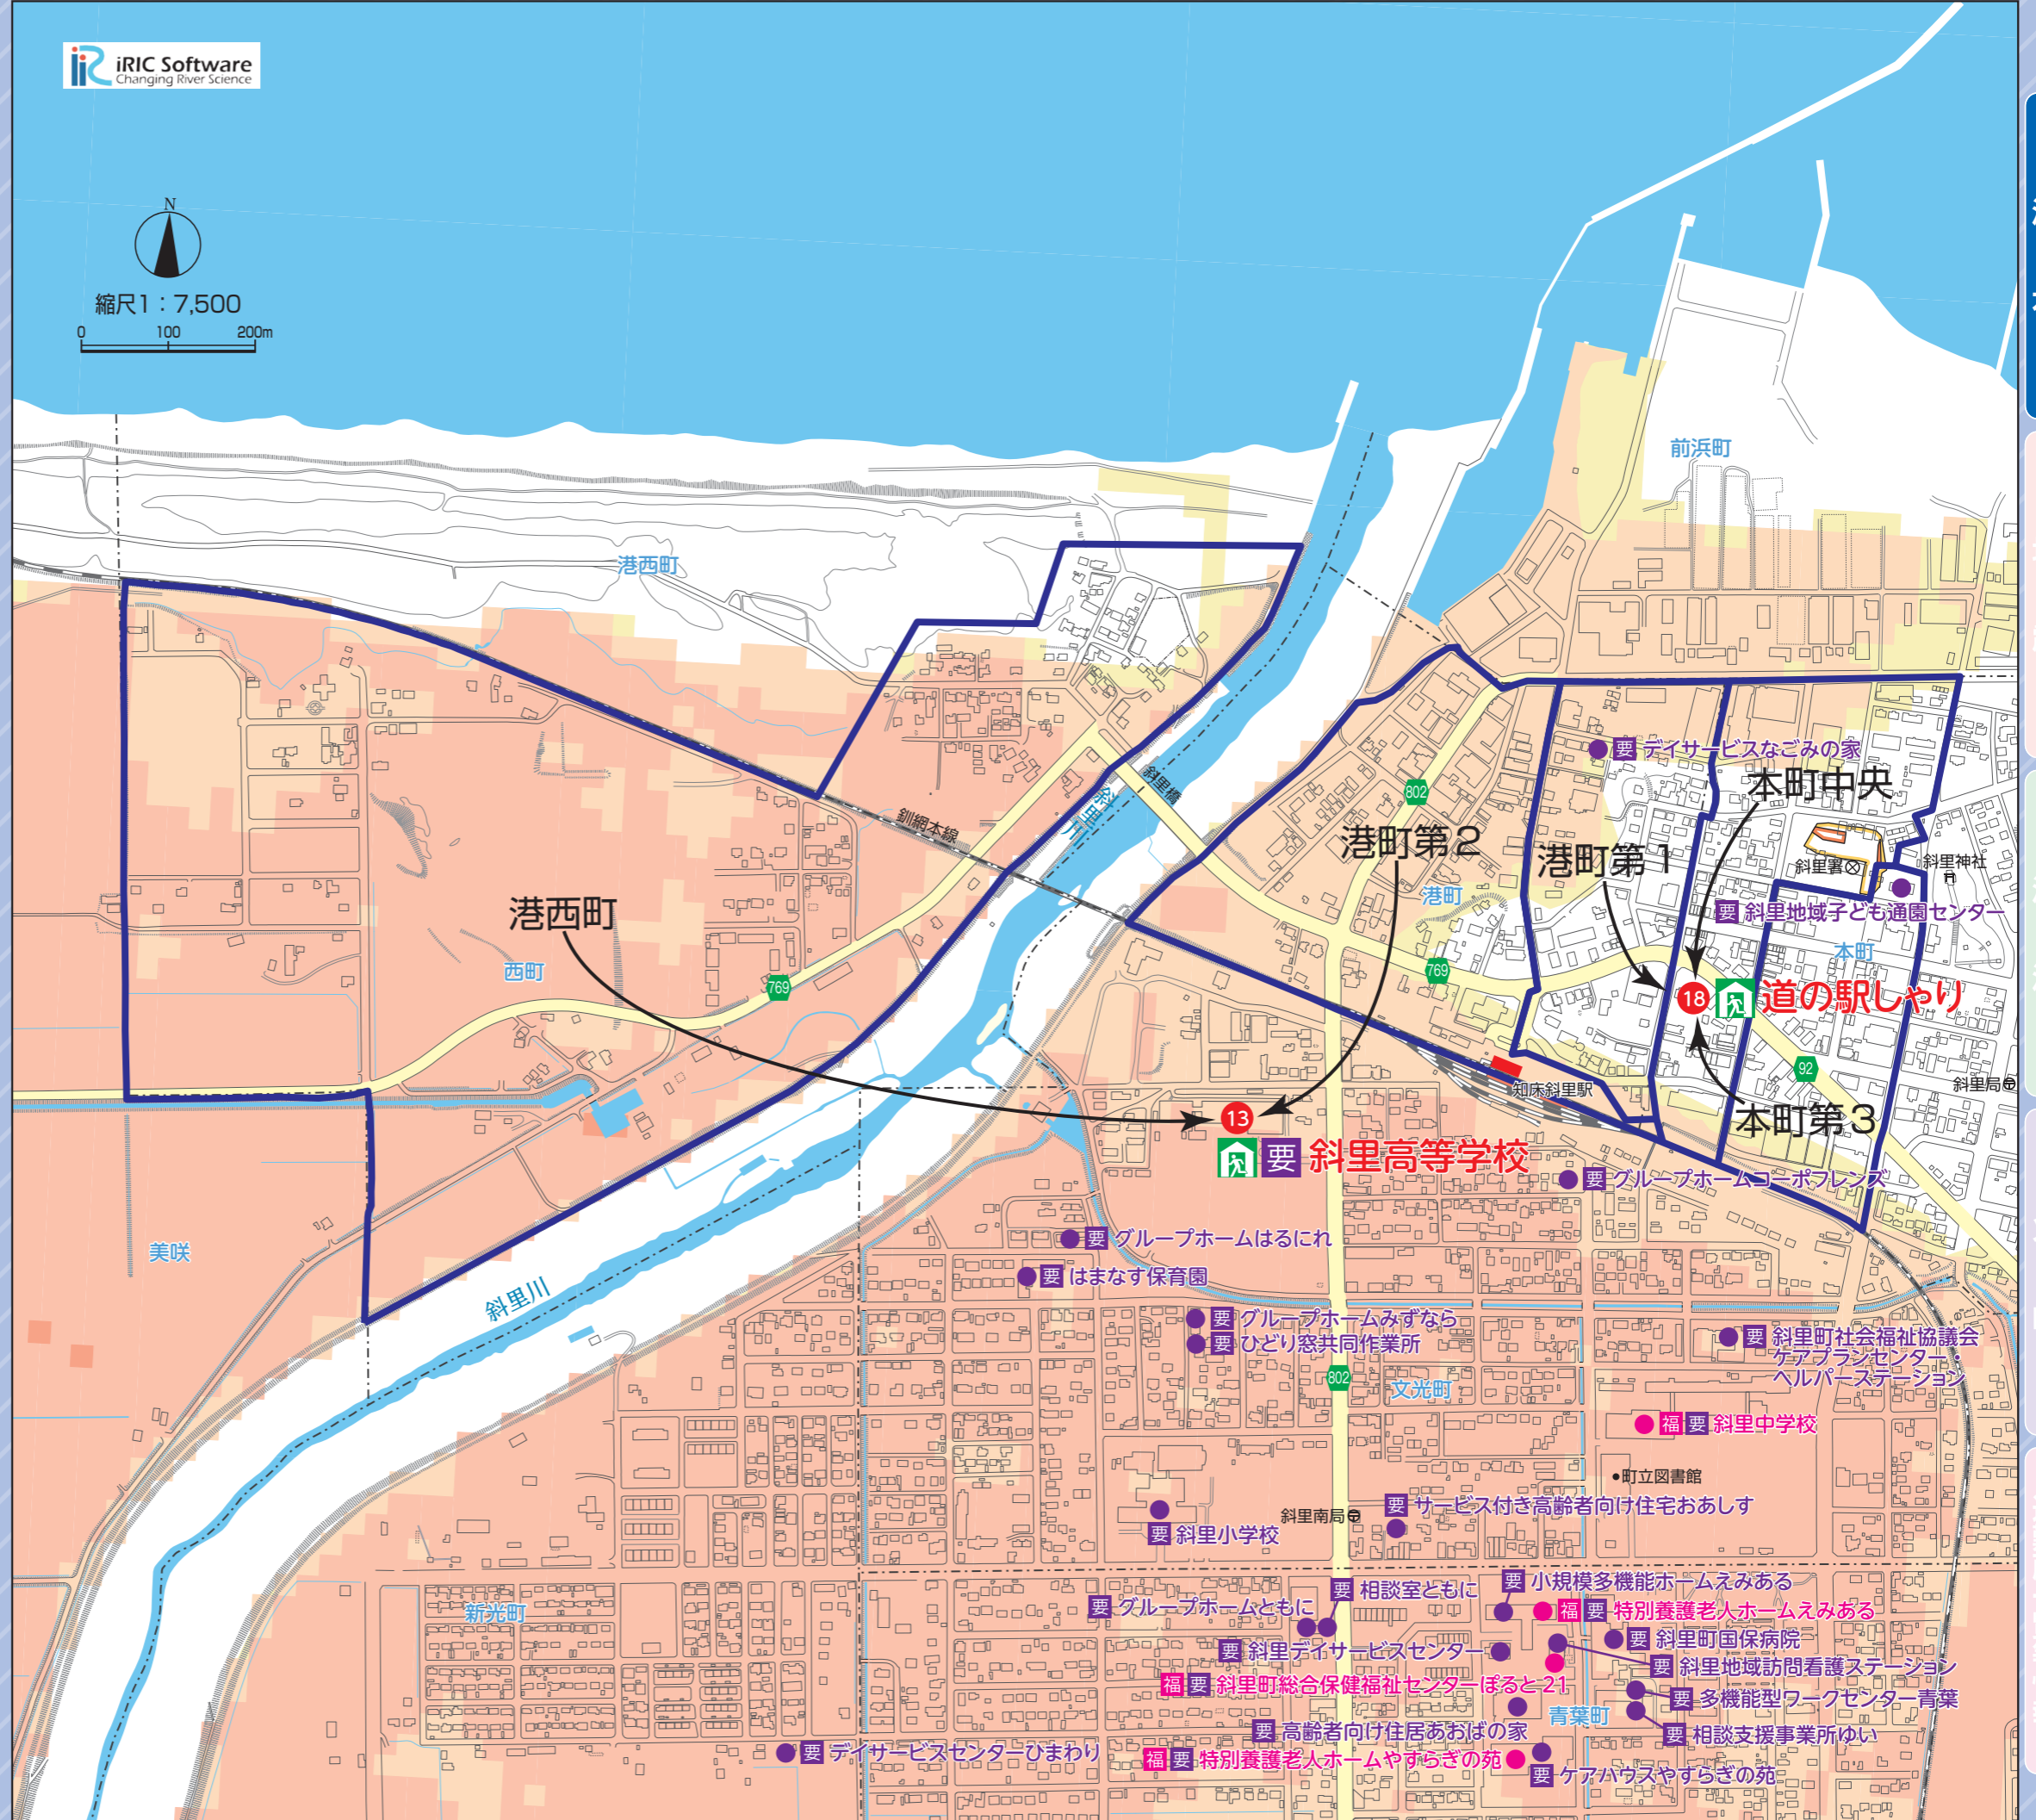 iRIC Software
Changing River Science
N
縮尺1：7,500
0 100 200m
前浜町
港西町
要 デイサービスなごみの家
本町中央
斜里橋
802
斜里川
釧網本線
港町第2
港町第1
斜里署
斜里神社
港町
要 斜里地域子ども通園センター
港西町
本町
西町
769
769
18 道の駅しゃり
92
知床斜里駅
斜里局
13
本町第3
要 斜里高等学校
要 グループホームコーポフレンズ
要 グループホームはるにれ
美咲
要 はまなす保育園
斜里川
要 グループホームみずなら
要 ひどり窓共同作業所
要 斜里町社会福祉協議会
ケアプランセンター・
ヘルパーステーション
802
文光町
福 要 斜里中学校
町立図書館
要 サービス付き高齢者向け住宅おあしす
斜里南局
要 斜里小学校
要 相談室ともに
要 小規模多機能ホームえみある
要 グループホームともに
福 要 特別養護老人ホームえみある
新光町
要 斜里町国保病院
要 斜里デイサービスセンター
要 斜里地域訪問看護ステーション
福 要 斜里町総合保健福祉センターぽると21
要 多機能型ワークセンター青葉
青葉町
要 高齢者向け住居あおばの家
要 相談支援事業所ゆい
要 デイサービスセンターひまわり
福 要 特別養護老人ホームやすらぎの苑
要 ケアハウスやすらぎの苑